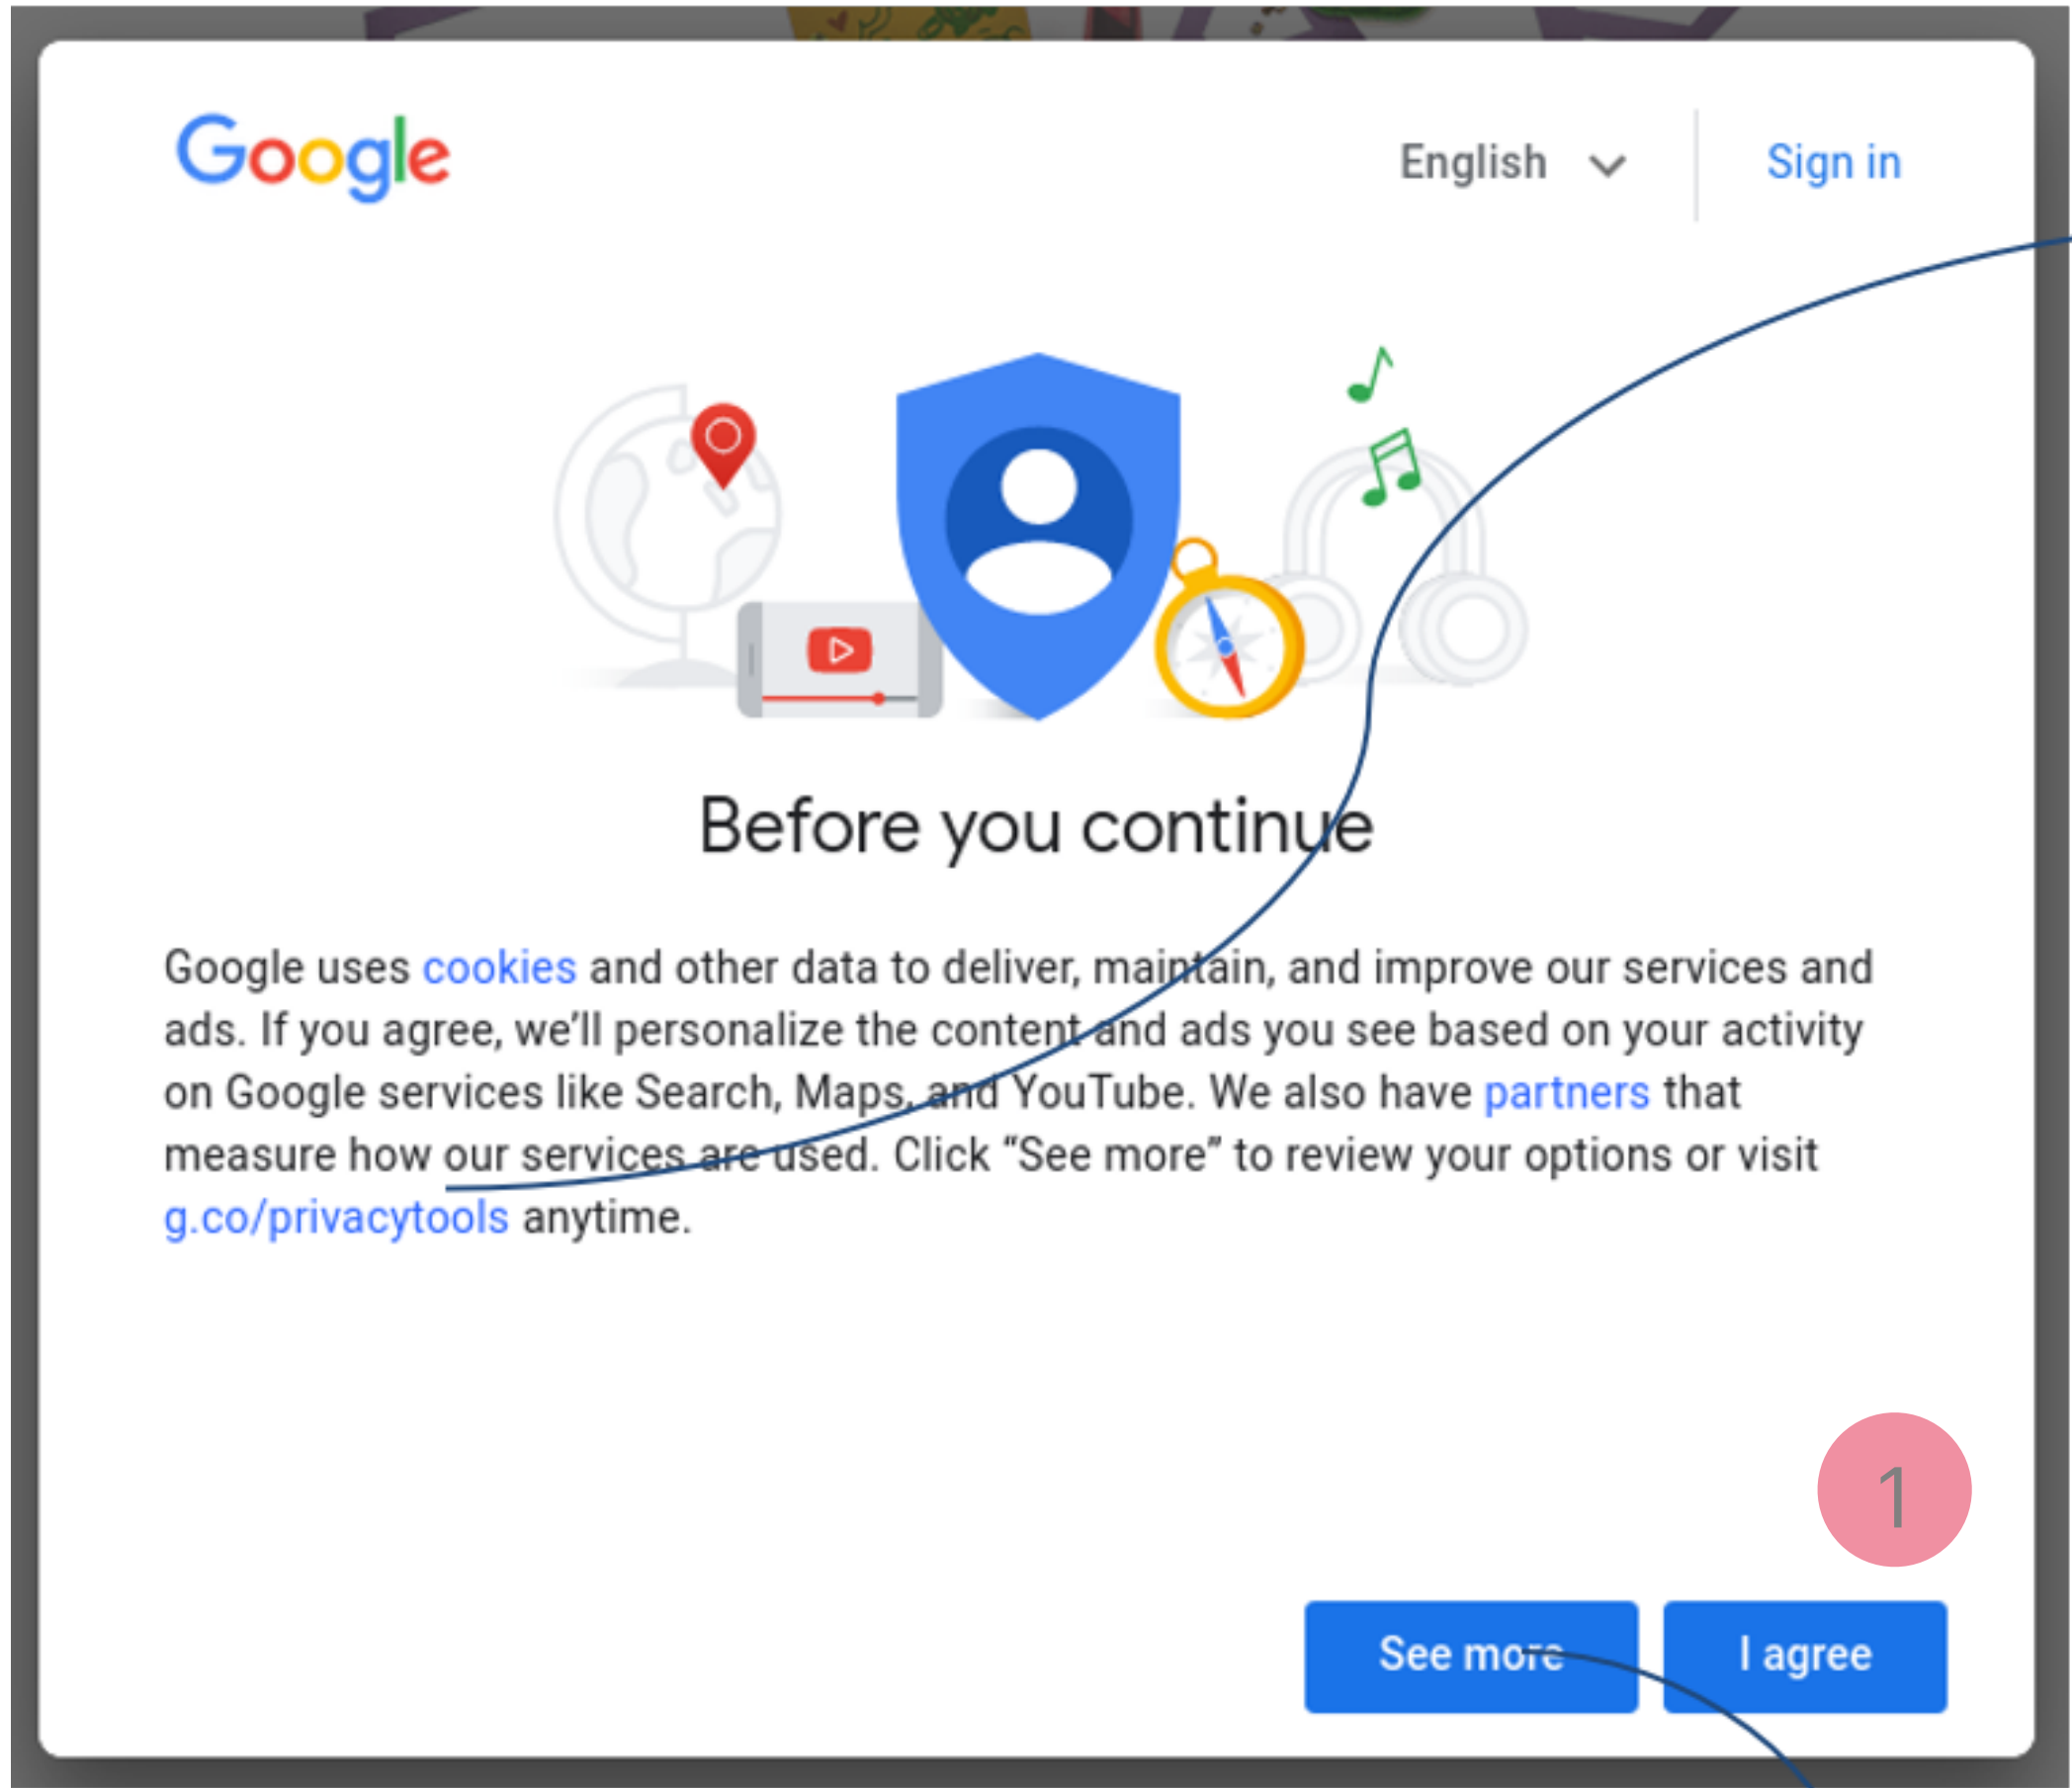 Google
English
Sign in
Before you continue
Google uses cookies and other data to deliver, maintain, and improve our services and
ads. If you agree, we’ll personalize the content and ads you see based on your activity
on Google services like Search, Maps, and YouTube. We also have partners that
measure how our services are used. Click “See more” to review your options or visit
g.co/privacytools anytime.
1
See more
I agree